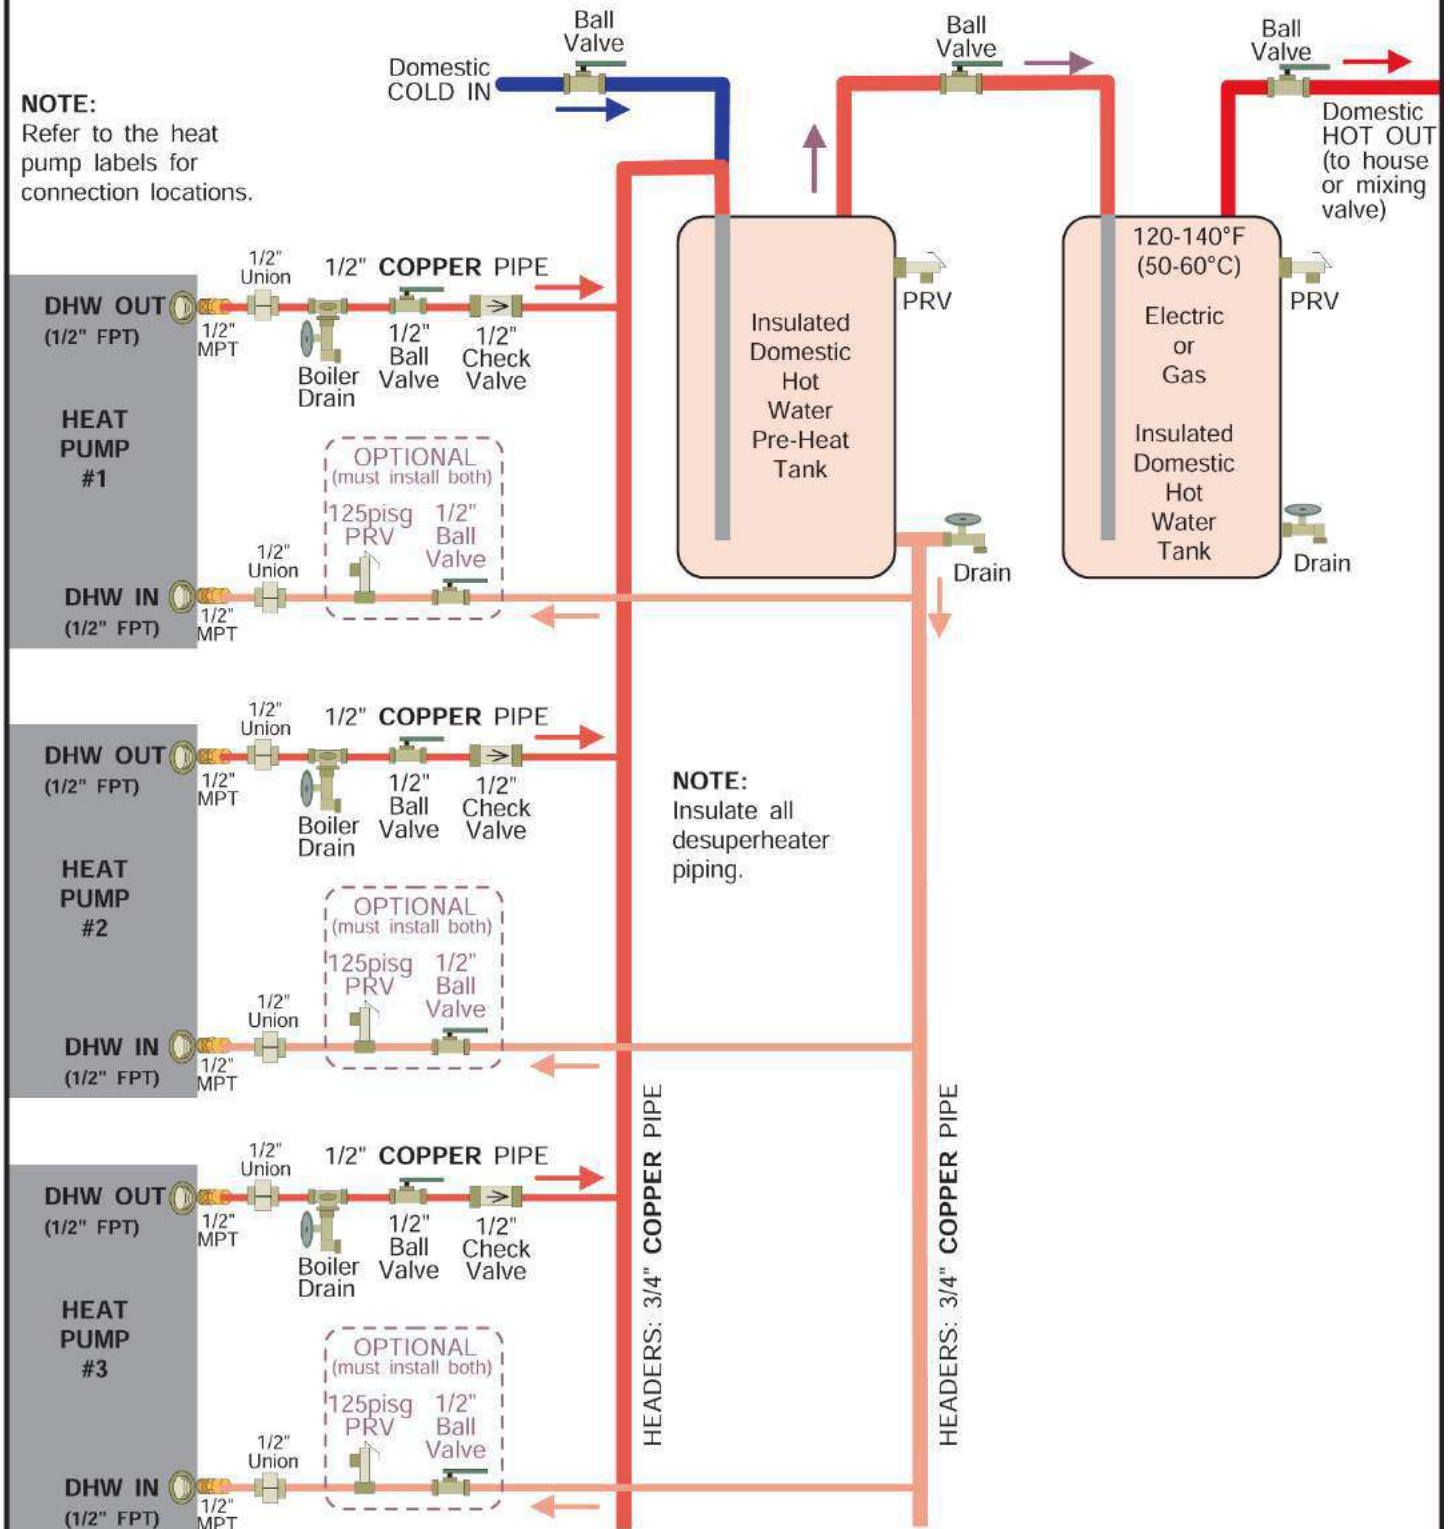 Ball
Valve
Domestic
COLD IN
Ball
Valve
Ball
Valve
Domestic
HOT OUT
(to house
or mixing
valve)
NOTE:
Refer to the heat
pump labels for
connection locations.
DHW OUT
(1/2" FPT)
HEAT
PUMP
#1
DHW IN
(1/2" FPT)
1/2"
MPT
1/2"
Union
1/2" COPPER PIPE
Boiler
Drain
1/2"
Ball
Valve
1/2"
Check
Valve
OPTIONAL
(must install both)
125pisg
PRV
1/2"
Ball
Valve
1/2"
Union
1/2"
MPT
Insulated
Domestic
Hot
Water
Pre-Heat
Tank
PRV
Drain
120-140°F
(50-60°C)
Electric
or
Gas
Insulated
Domestic
Hot
Water
Tank
PRV
Drain
DHW OUT
(1/2" FPT)
HEAT
PUMP
#2
DHW IN
(1/2" FPT)
1/2"
MPT
1/2"
Union
1/2" COPPER PIPE
Boiler
Drain
1/2"
Ball
Valve
1/2"
Check
Valve
OPTIONAL
(must install both)
125pisg
PRV
1/2"
Ball
Valve
1/2"
Union
1/2"
MPT
NOTE:
Insulate all
desuperheater
piping.
HEADERS: 3/4" COPPER PIPE
HEADERS: 3/4" COPPER PIPE
DHW OUT
(1/2" FPT)
HEAT
PUMP
#3
DHW IN
(1/2" FPT)
1/2"
MPT
1/2"
Union
1/2" COPPER PIPE
Boiler
Drain
1/2"
Ball
Valve
1/2"
Check
Valve
OPTIONAL
(must install both)
125pisg
PRV
1/2"
Ball
Valve
1/2"
Union
1/2"
MPT